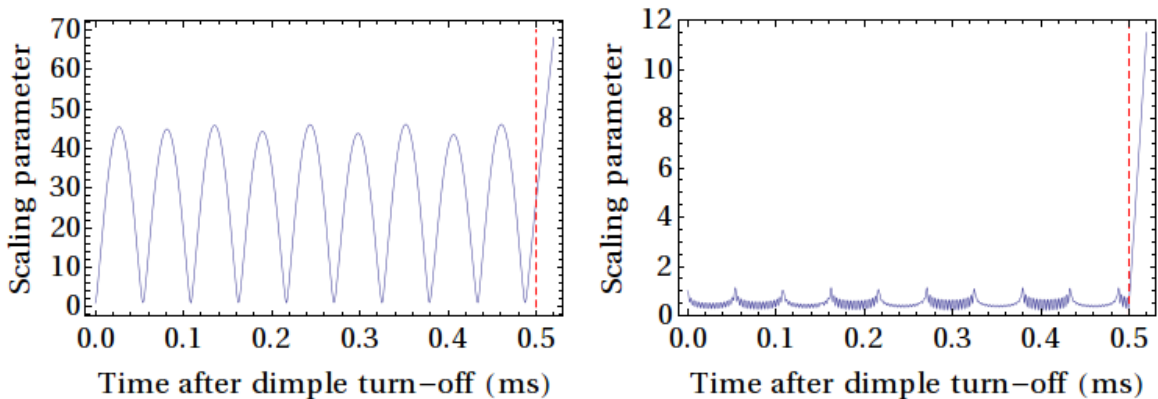 Scaling parameter
70
60
50
40
30
20
10
0
0.0 0.1 0.2 0.3 0.4 0.5
Time after dimple turn−off (ms)
Scaling parameter
12
10
8
6
4
2
0
0.0 0.1 0.2 0.3 0.4 0.5
Time after dimple turn−off (ms)